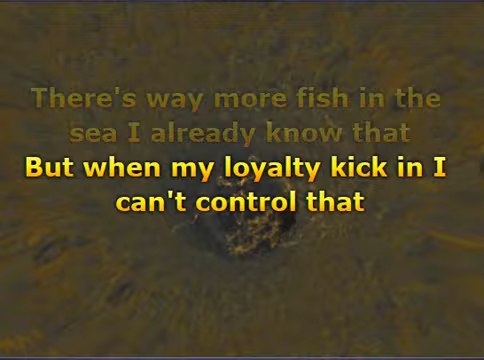 There's way more fish in the
sea I already know that
But when my loyalty kick in I
can't control that